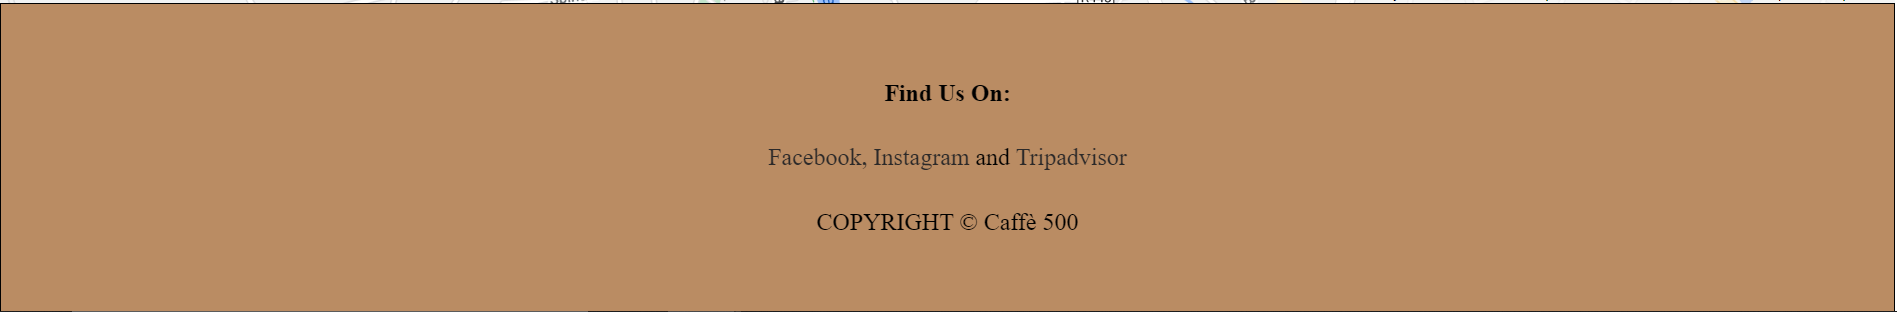 Find Us On:
Facebook, Instagram and Tripadvisor
COPYRIGHT © Caffè 500